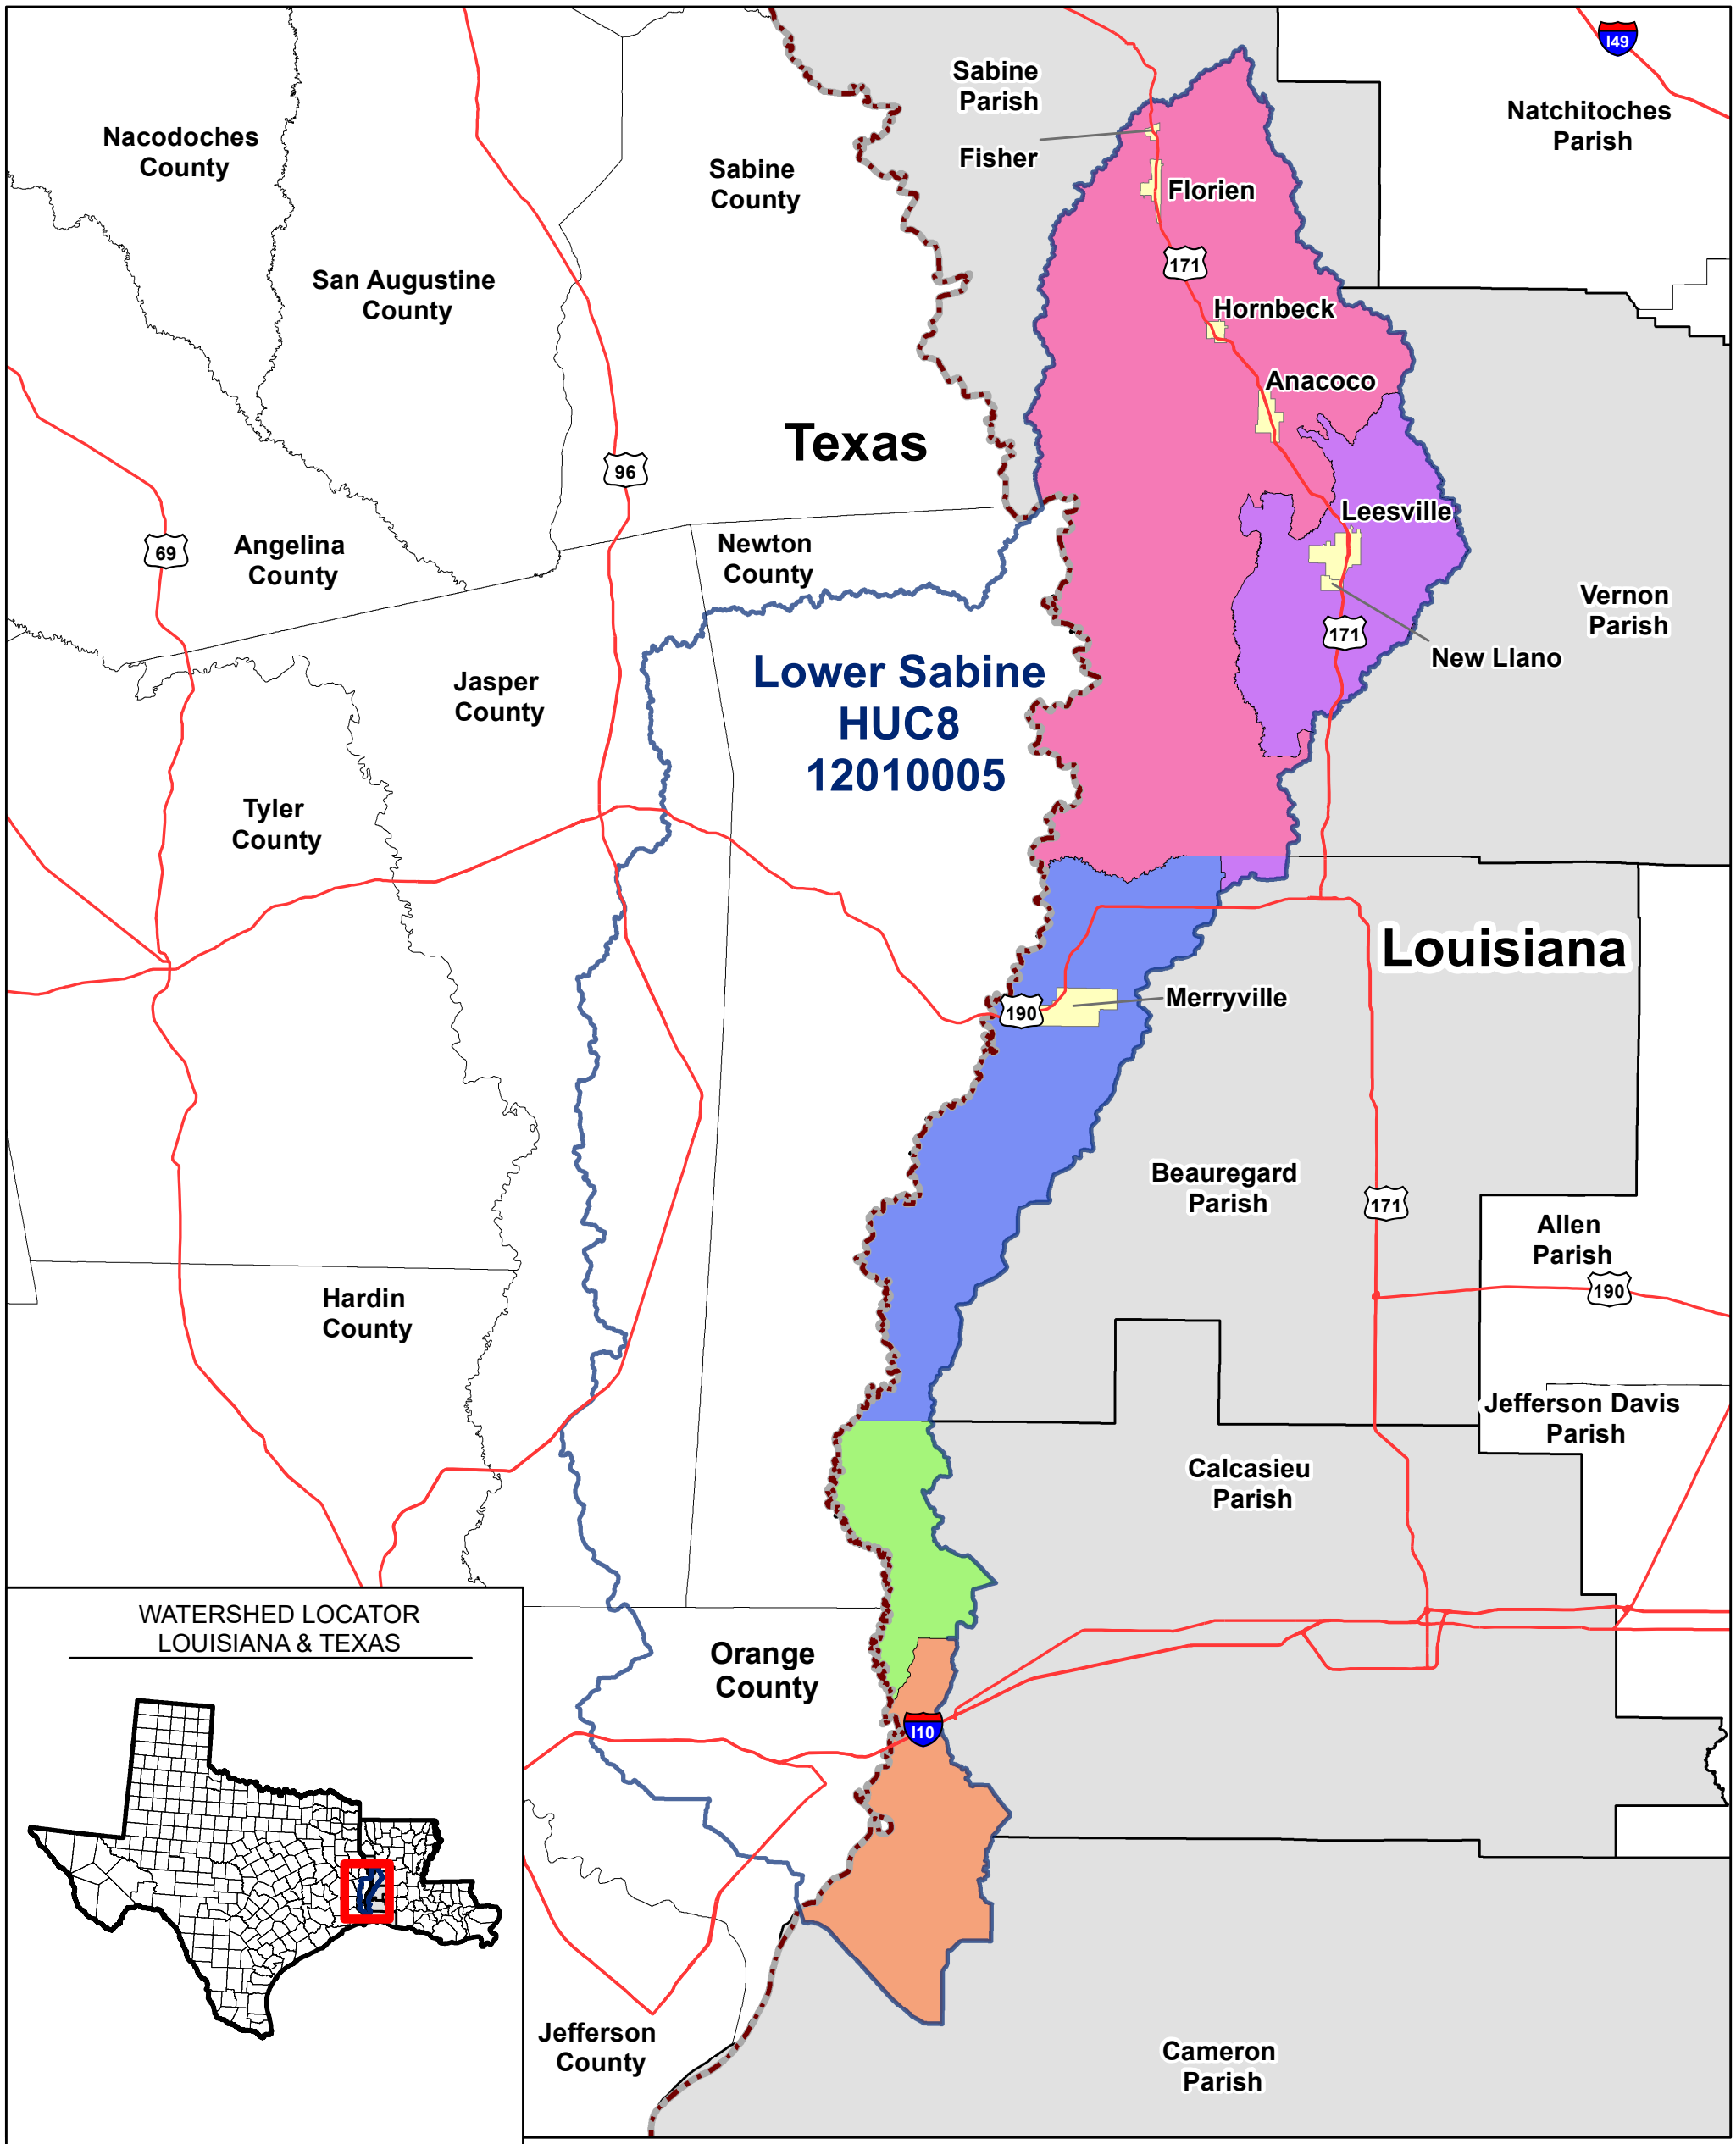 I49
Sabine
Parish
Natchitoches
Parish
Nacodoches
County
Fisher
Sabine
County
Florien
171
San Augustine
County
Hornbeck
Anacoco
Texas
96
Leesville
69
Angelina
County
Newton
County
Vernon
Parish
171
New Llano
Lower Sabine
HUC8
12010005
Jasper
County
Tyler
County
Louisiana
Merryville
190
Beauregard
Parish
171
Allen
Parish
190
Hardin
County
Jefferson Davis
Parish
Calcasieu
Parish
WATERSHED LOCATOR
LOUISIANA & TEXAS
Orange
County
I10
Jefferson
County
Cameron
Parish